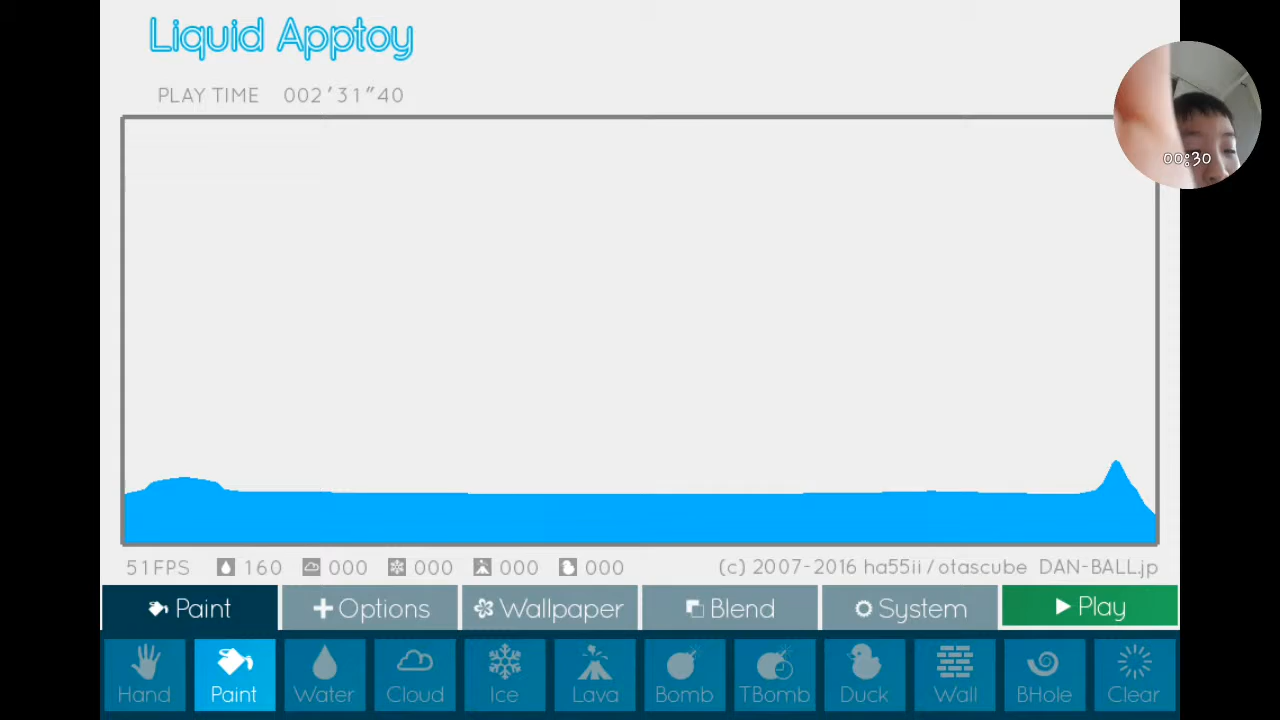 Liquid Apptoy
PLAY TIME 002’31”40
00:30
51FPS 160 000 000 000 000 (c) 2007-2016 ha55ii/otascube DAN-BALL.jp
Paint Options Wallpaper Blend System Play
Hand Paint Water Cloud Ice Lava Bomb TBomb Duck Wall BHole Clear